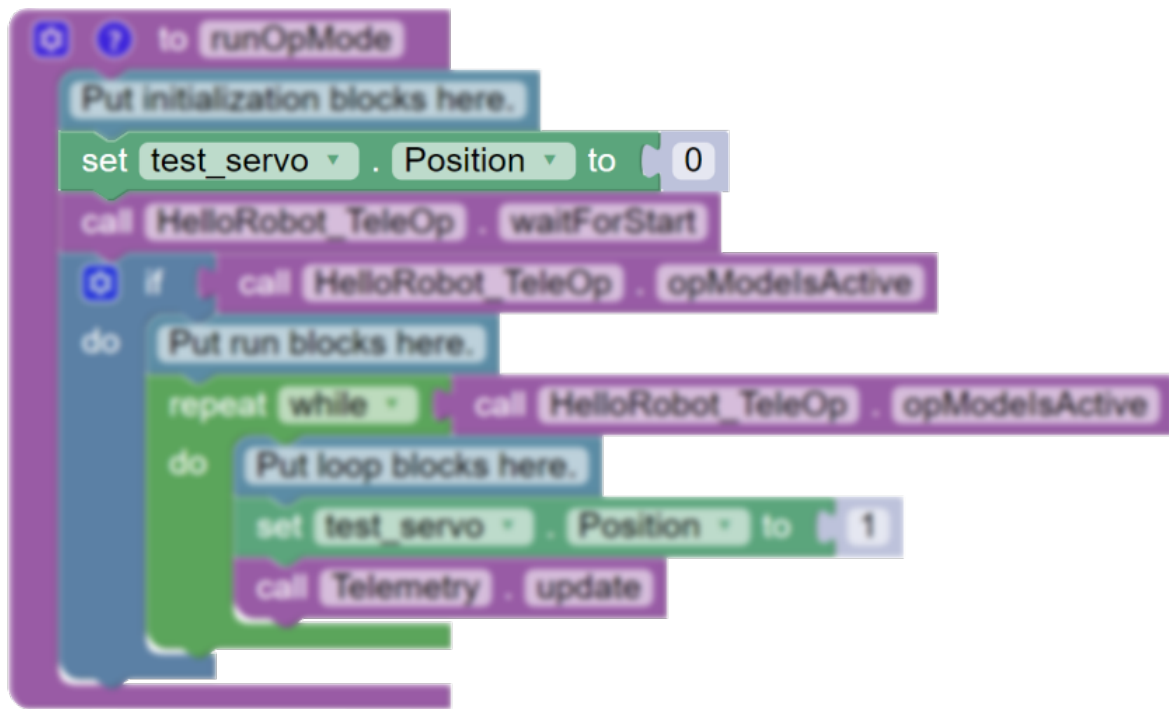 to runOpMode
Put initialization blocks here.
set test_servo . Position to 0
call HelloRobot_TeleOp . waitForStart
if call HelloRobot_TeleOp . opModeIsActive
do Put run blocks here.
repeat while call HelloRobot_TeleOp . opModeIsActive
do Put loop blocks here.
set test_servo . Position to 1
call Telemetry . update